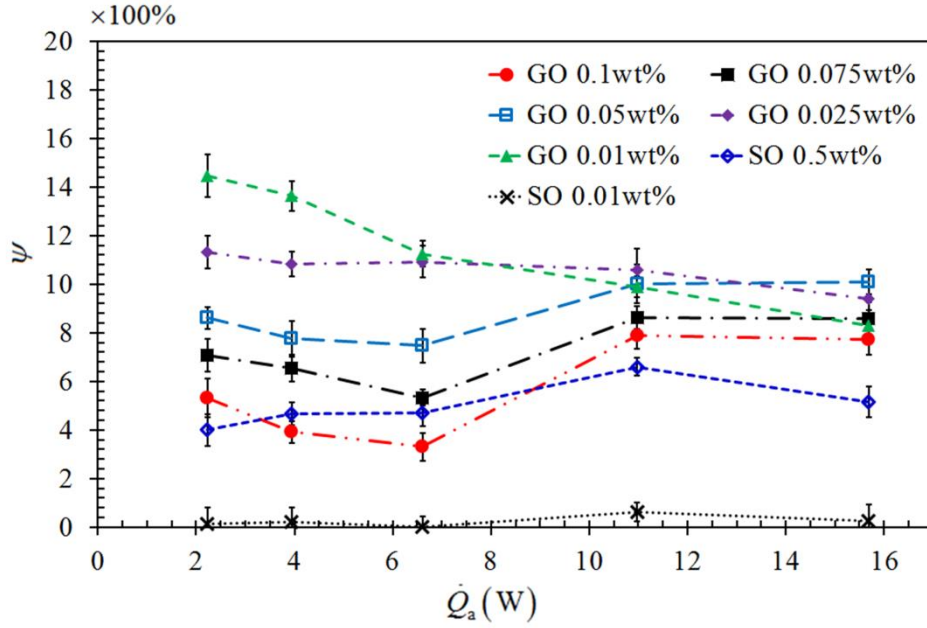 ×100%
20
18
16
14
12
10
8
6
4
2
0
ψ
GO 0.1wt% GO 0.075wt%
GO 0.05wt% GO 0.025wt%
GO 0.01wt% SO 0.5wt%
SO 0.01wt%
0 2 4 6 8 10 12 14 16
Q̇a (W)